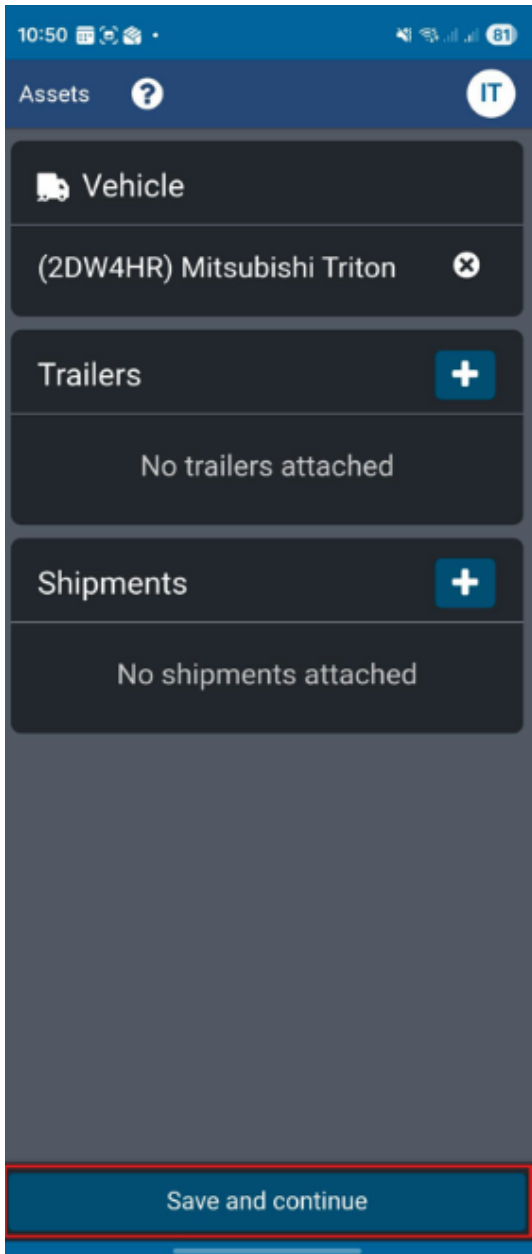 10:50 81
Assets ? IT
Vehicle
(2DW4HR) Mitsubishi Triton
Trailers +
No trailers attached
Shipments +
No shipments attached
Save and continue